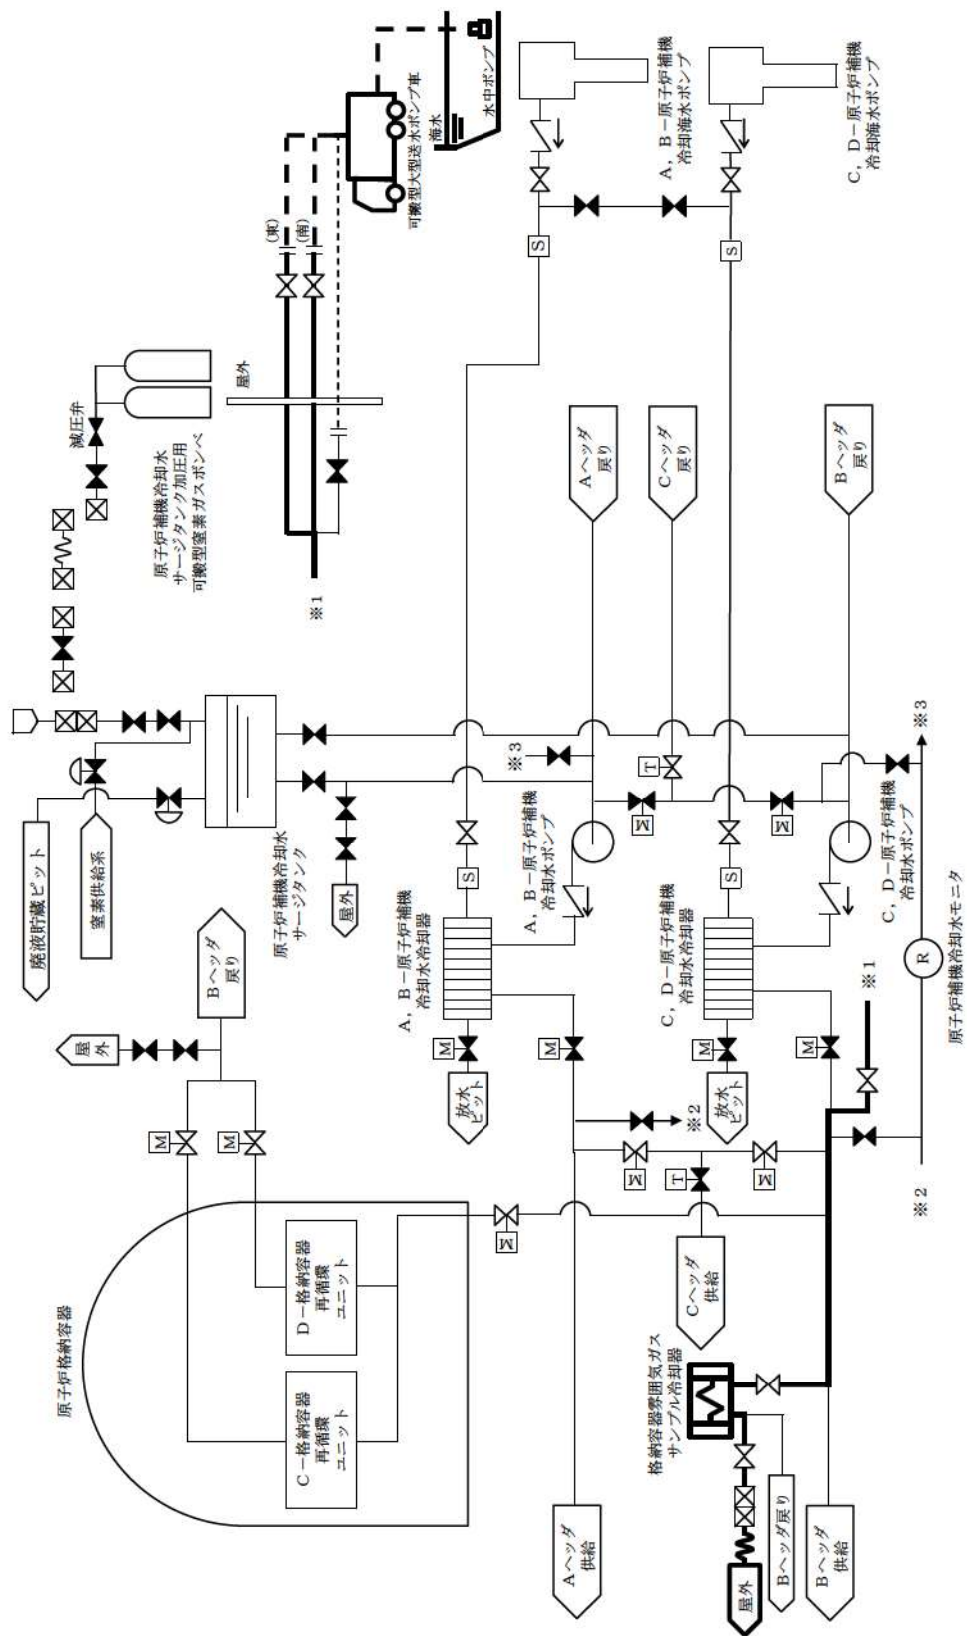 原子炉格納容器
C－格納容器
再循環
ユニット
D－格納容器
再循環
ユニット
M
M
屋外
Bヘッダ
戻り
廃液貯蔵ピット
窒素供給系
原子炉補機冷却水
サージタンク
屋外
※1
原子炉補機冷却水
サージタンク加圧用
可搬型窒素ガスボンベ
減圧弁
屋外
(東)
(南)
可搬型大型送水ポンプ車
海水
水中ポンプ
Aヘッダ
供給
M
M
放水
ピット
M
A，B－原子炉補機
冷却水冷却器
S
※3
A，B－原子炉補機
冷却水ポンプ
Aヘッダ
戻り
S
A，B－原子炉補機
冷却海水ポンプ
Cヘッダ
供給
T
M
M
※2
T
M
M
Cヘッダ
戻り
格納容器雰囲気ガス
サンプル冷却器
屋外
Bヘッダ戻り
Bヘッダ
供給
放水
ピット
M
M
C，D－原子炉補機
冷却水冷却器
S
C，D－原子炉補機
冷却水ポンプ
Bヘッダ
戻り
S
C，D－原子炉補機
冷却海水ポンプ
※1
※2
R
原子炉補機冷却水モニタ
※3